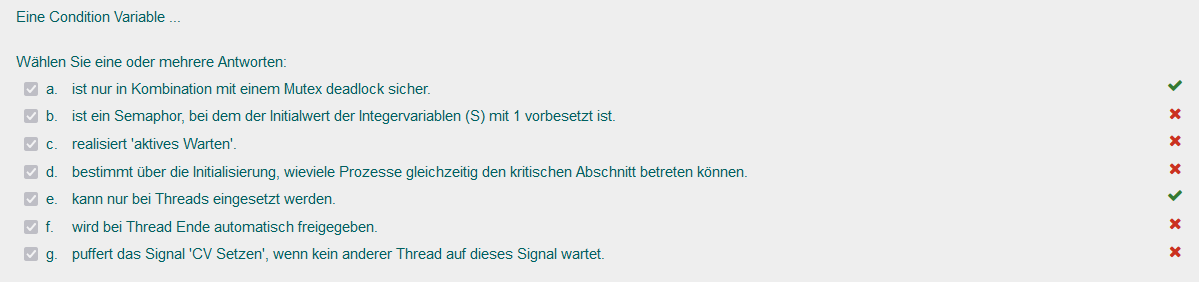 Eine Condition Variable ...
Wählen Sie eine oder mehrere Antworten:
a. ist nur in Kombination mit einem Mutex deadlock sicher.
b. ist ein Semaphor, bei dem der Initialwert der Integervariablen (S) mit 1 vorbesetzt ist.
c. realisiert 'aktives Warten'.
d. bestimmt über die Initialisierung, wieviele Prozesse gleichzeitig den kritischen Abschnitt betreten können.
e. kann nur bei Threads eingesetzt werden.
f. wird bei Thread Ende automatisch freigegeben.
g. puffert das Signal 'CV Setzen', wenn kein anderer Thread auf dieses Signal wartet.